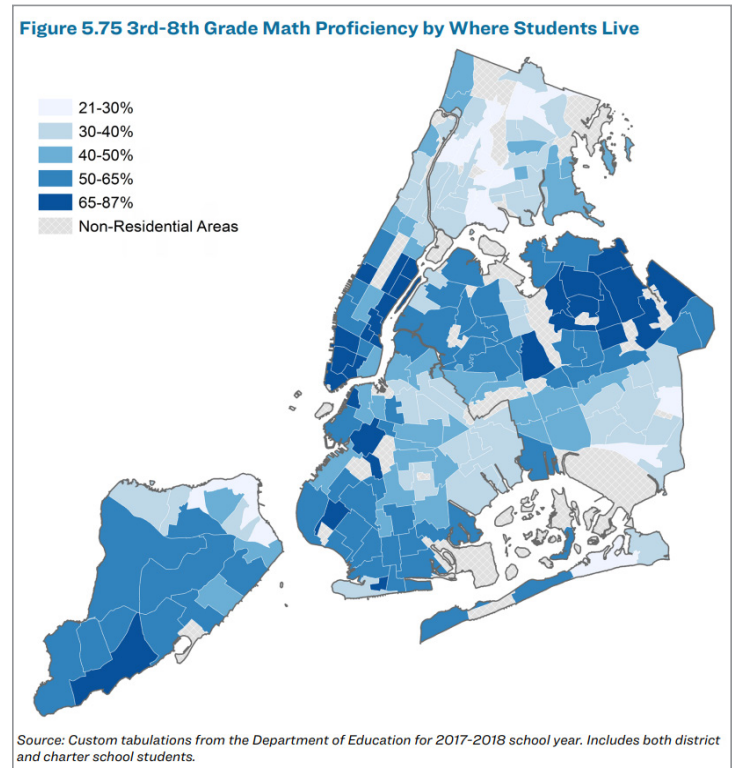 Figure 5.75 3rd-8th Grade Math Proficiency by Where Students Live
21-30%
30-40%
40-50%
50-65%
65-87%
Non-Residential Areas
Source: Custom tabulations from the Department of Education for 2017-2018 school year. Includes both district
and charter school students.